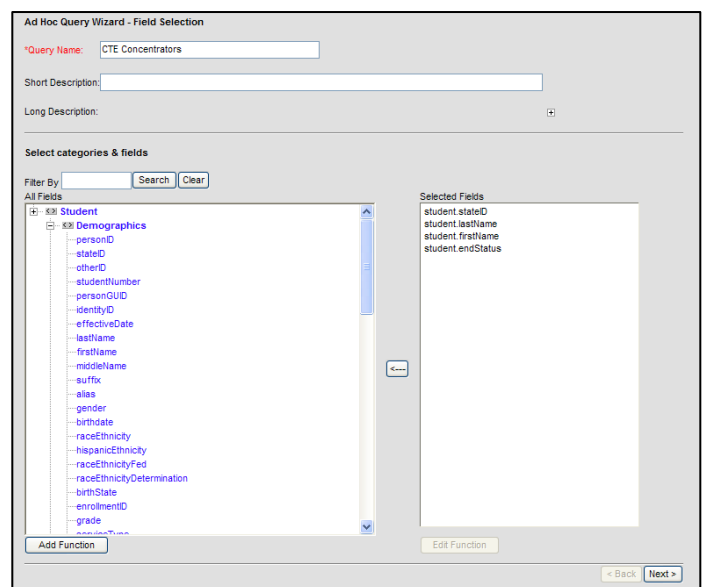 Ad Hoc Query Wizard - Field Selection
*Query Name: CTE Concentrators
Short Description:
Long Description:
Select categories & fields
Filter By Search Clear
All Fields
Student
Demographics
personID
stateID
otherID
studentNumber
personGUID
identityID
effectiveDate
lastName
firstName
middleName
suffix
alias
gender
birthdate
raceEthnicity
hispanicEthnicity
raceEthnicityFed
raceEthnicityDetermination
birthState
enrollmentID
grade
Add Function
<---
Selected Fields
student.stateID
student.lastName
student.firstName
student.endStatus
Edit Function
< Back Next >